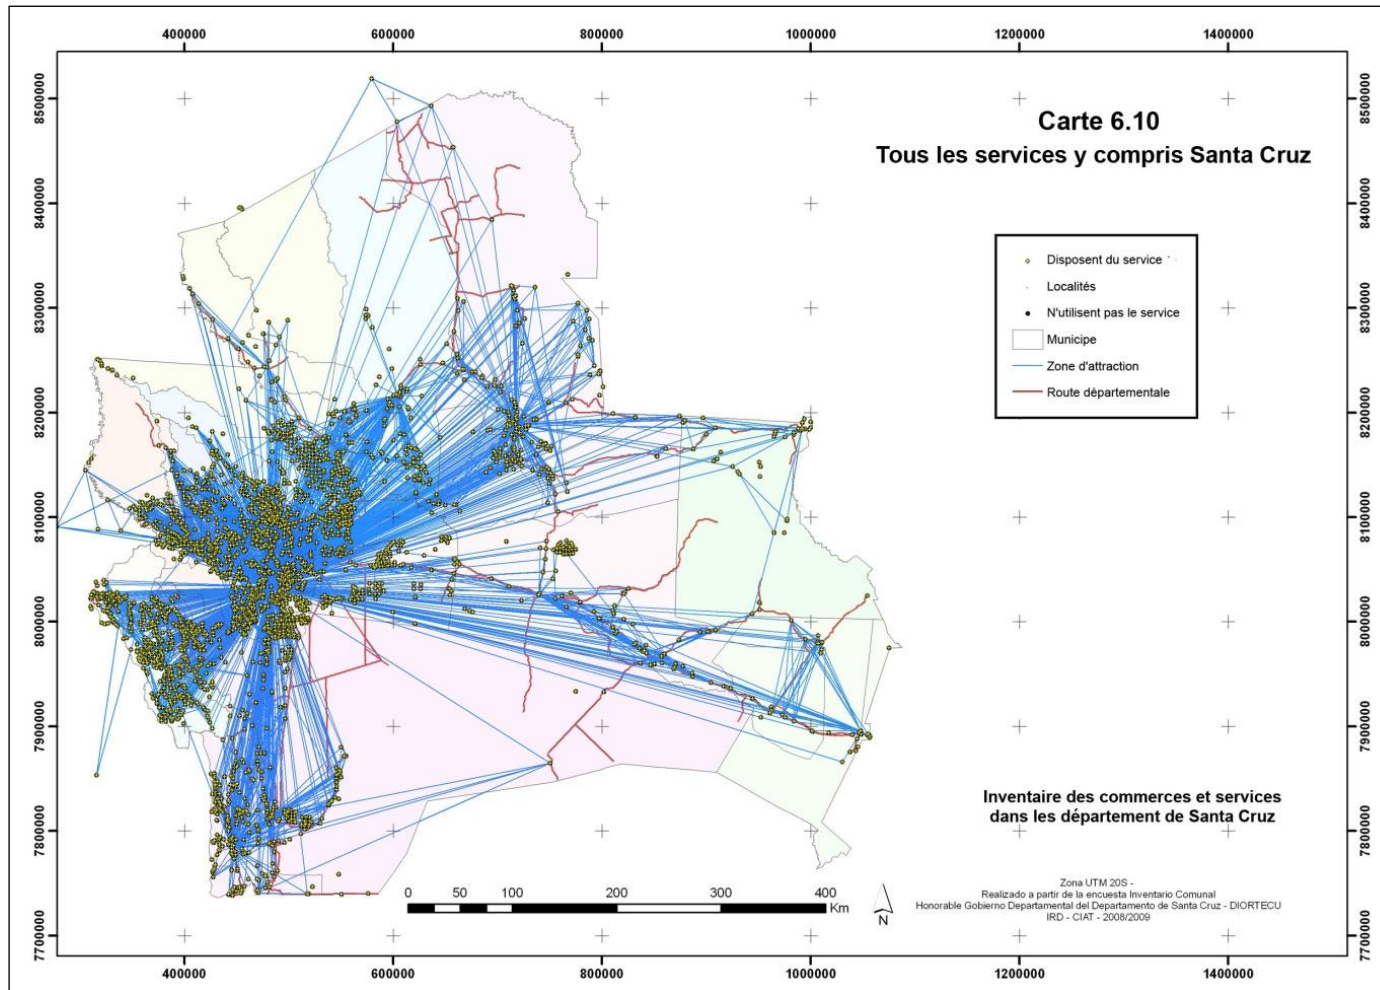 400000 600000 800000 1000000 1200000 1400000
8500000 8500000
8400000 8400000
8300000 8300000
8200000 8200000
8100000 8100000
8000000 8000000
7900000 7900000
7800000 7800000
7700000 7700000
Carte 6.10
Tous les services y compris Santa Cruz
Disposent du service
Localités
N'utilisent pas le service
Municipe
Zone d'attraction
Route départementale
Inventaire des commerces et services
dans les département de Santa Cruz
0 50 100 200 300 400
Km
N
Zona UTM 20S -
Realizado a partir de la encuesta Inventario Comunal
Honorable Gobierno Departamental del Departamento de Santa Cruz - DIORTECU
IRD - CIAT - 2008/2009
400000 600000 800000 1000000 1200000 1400000